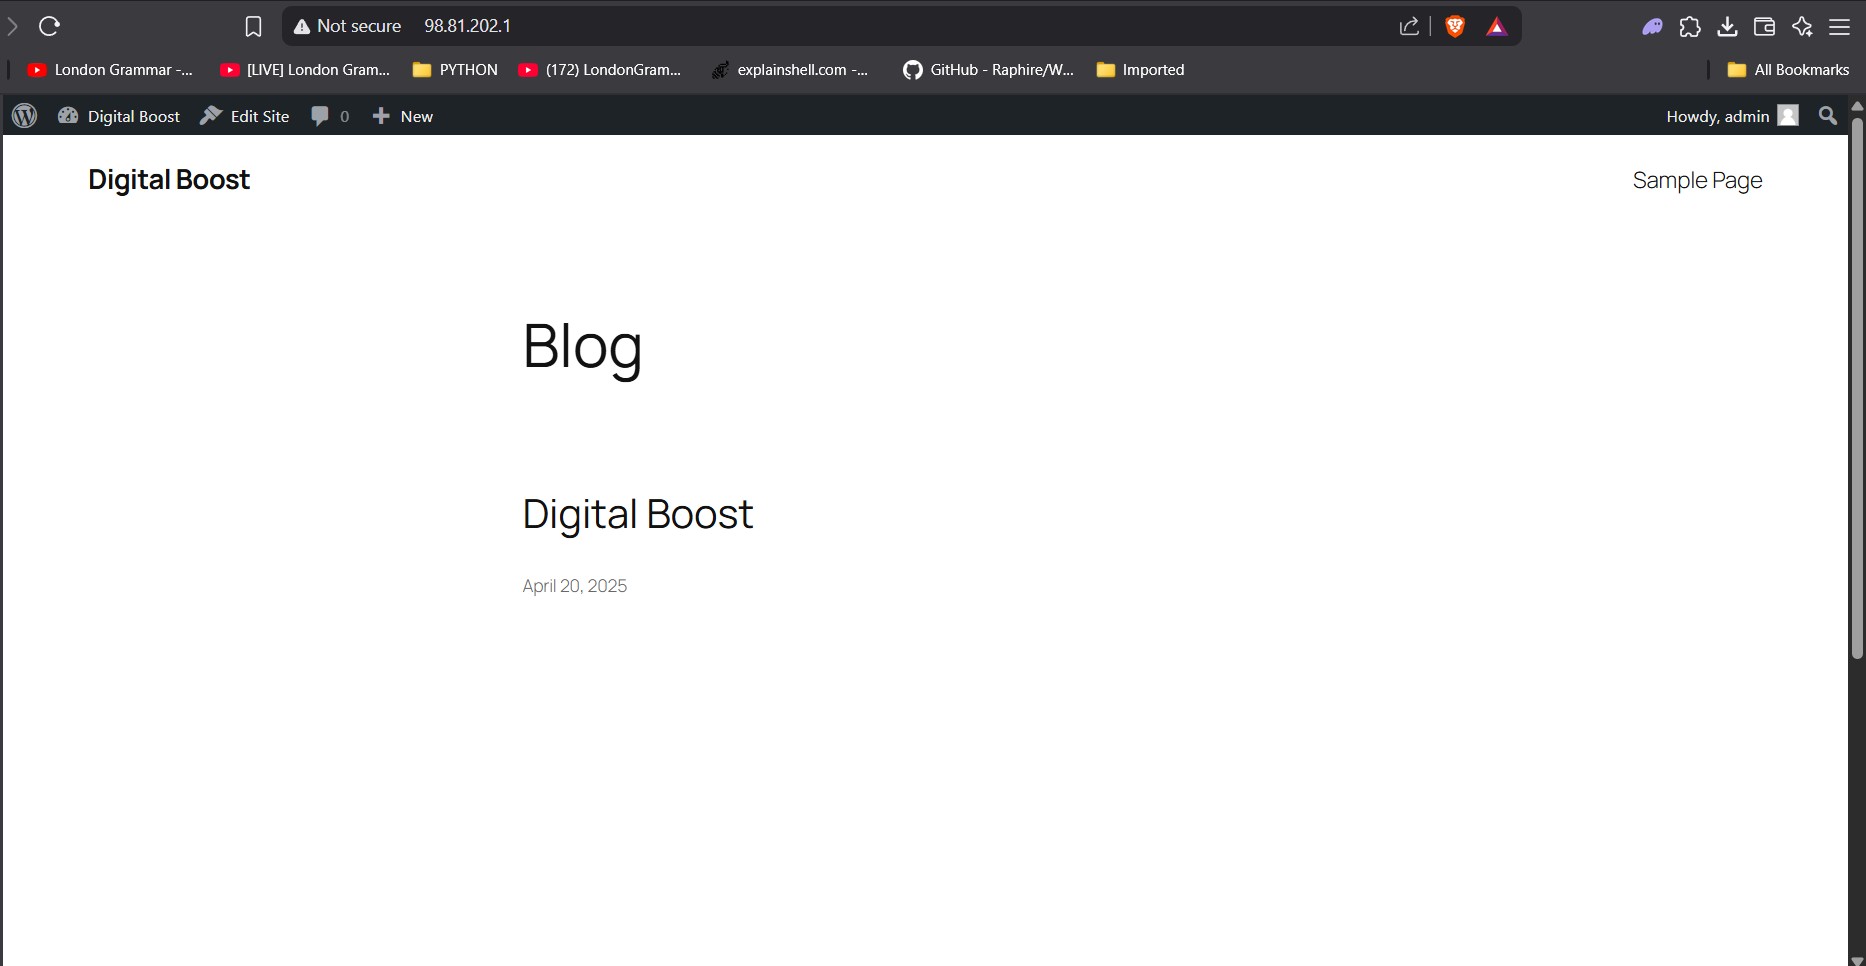 Not secure 98.81.202.1
London Grammar -... [LIVE] London Gram... PYTHON (172) LondonGram... explainshell.com -... GitHub - Raphire/W... Imported All Bookmarks
Digital Boost Edit Site 0 New Howdy, admin
Digital Boost Sample Page
Blog
Digital Boost
April 20, 2025